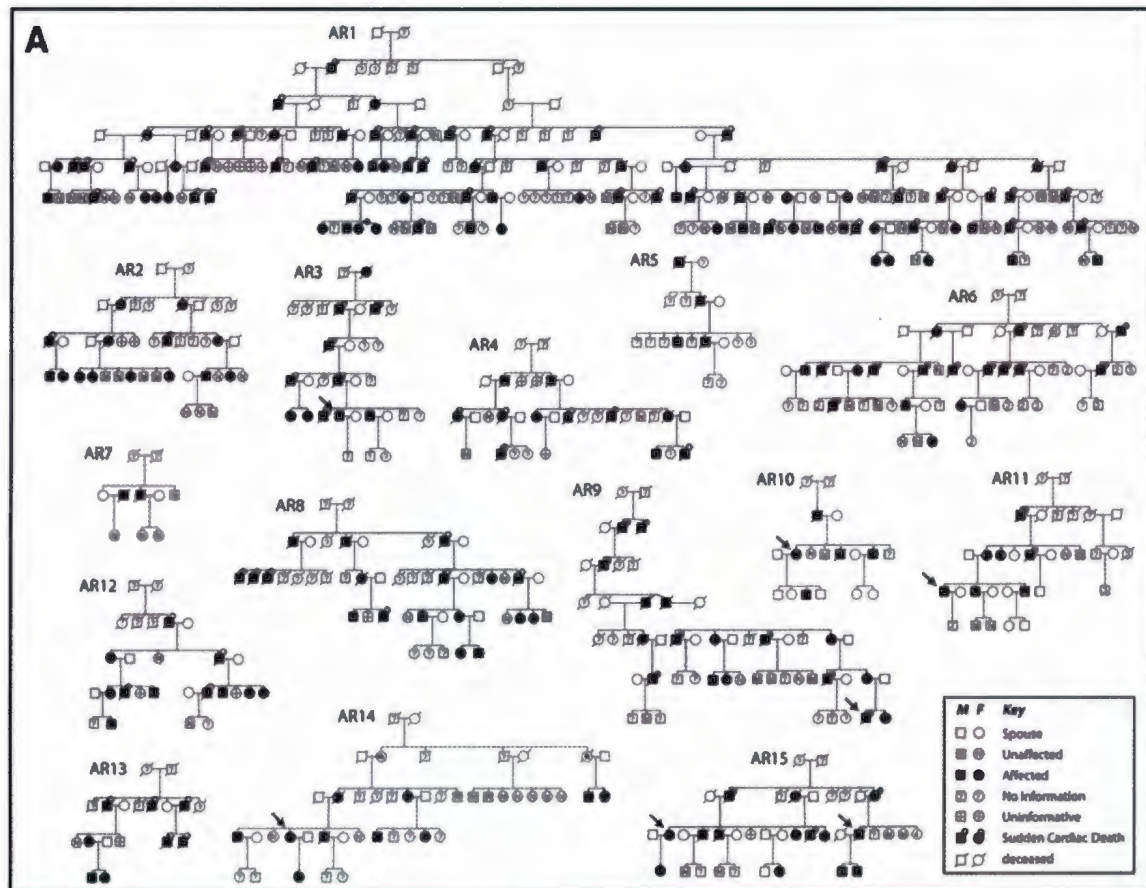 A
AR1
AR2
AR3
AR5
AR6
AR4
AR7
AR8
AR9
AR10
AR11
AR12
AR14
AR13
AR15
M F Key
Spouse
Unaffected
Affected
No Information
Uninformative
Sudden Cardiac Death
deceased